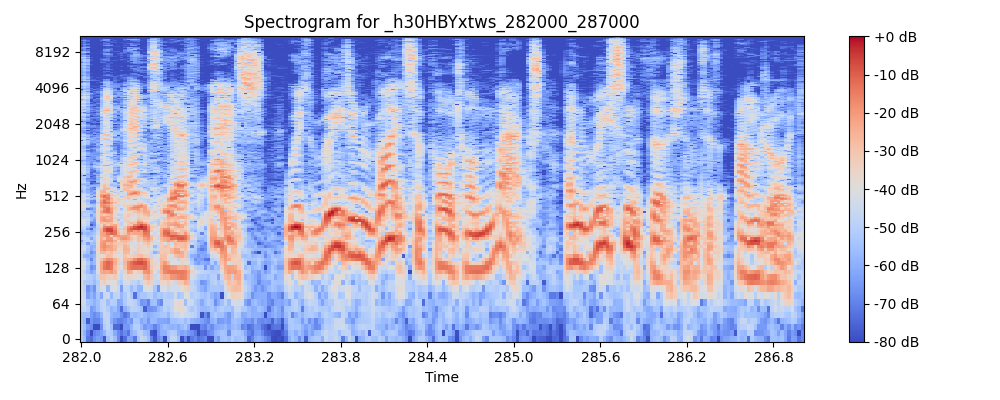 Spectrogram for _h30HBYxtws_282000_287000
Hz
8192
4096
2048
1024
512
256
128
64
0
282.0 282.6 283.2 283.8 284.4 285.0 285.6 286.2 286.8
Time
+0 dB
-10 dB
-20 dB
-30 dB
-40 dB
-50 dB
-60 dB
-70 dB
-80 dB